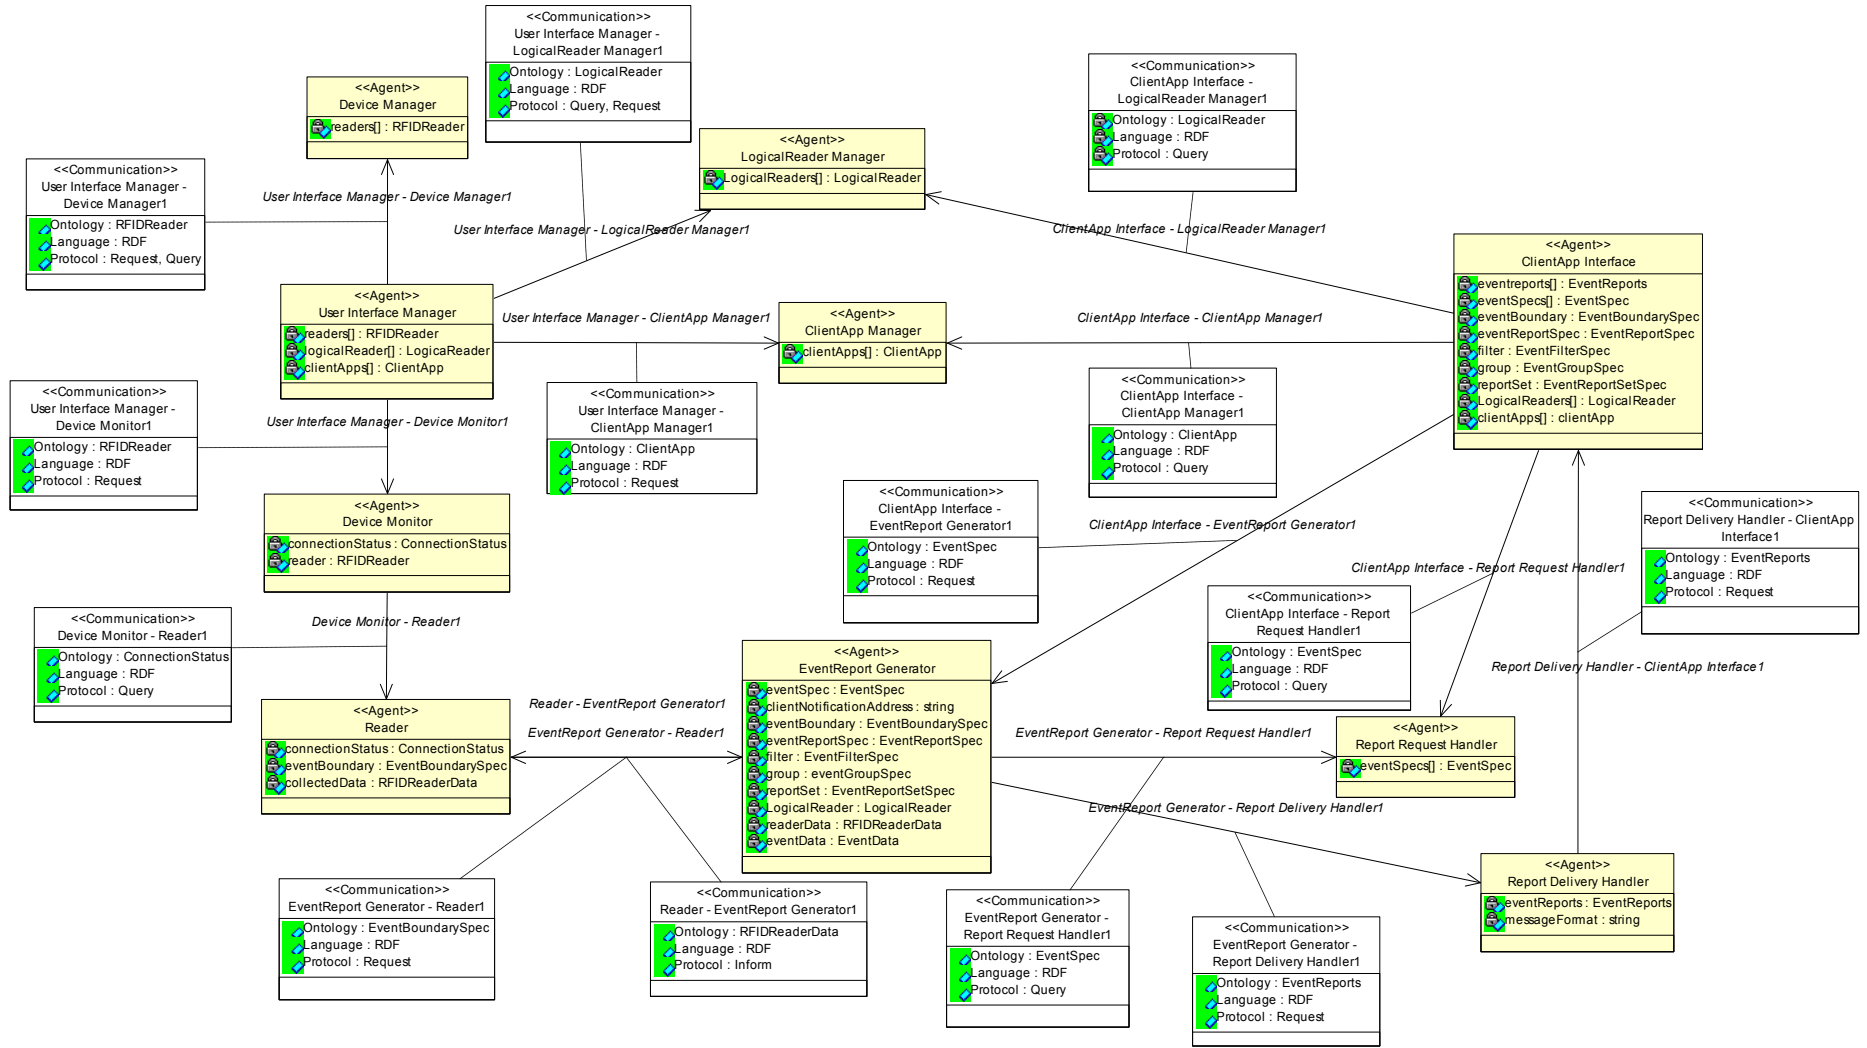 <<Communication>>
User Interface Manager -
LogicalReader Manager1
Ontology : LogicalReader
Language : RDF
Protocol : Query, Request
<<Agent>>
Device Manager
readers[] : RFIDReader
<<Communication>>
ClientApp Interface -
LogicalReader Manager1
Ontology : LogicalReader
Language : RDF
Protocol : Query
<<Agent>>
LogicalReader Manager
LogicalReaders[] : LogicalReader
<<Communication>>
User Interface Manager -
Device Manager1
Ontology : RFIDReader
Language : RDF
Protocol : Request, Query
User Interface Manager - Device Manager1
User Interface Manager - LogicalReader Manager1
ClientApp Interface - LogicalReader Manager1
<<Agent>>
ClientApp Interface
eventreports[] : EventReports
eventSpecs[] : EventSpec
eventBoundary : EventBoundarySpec
eventReportSpec : EventReportSpec
filter : EventFilterSpec
group : EventGroupSpec
reportSet : EventReportSetSpec
LogicalReaders[] : LogicalReader
clientApps[] : clientApp
<<Agent>>
User Interface Manager
readers[] : RFIDReader
logicalReader[] : LogicaReader
clientApps[] : ClientApp
User Interface Manager - ClientApp Manager1
<<Agent>>
ClientApp Manager
clientApps[] : ClientApp
ClientApp Interface - ClientApp Manager1
<<Communication>>
User Interface Manager -
Device Monitor1
Ontology : RFIDReader
Language : RDF
Protocol : Request
User Interface Manager - Device Monitor1
<<Communication>>
User Interface Manager -
ClientApp Manager1
Ontology : ClientApp
Language : RDF
Protocol : Request
<<Communication>>
ClientApp Interface -
ClientApp Manager1
Ontology : ClientApp
Language : RDF
Protocol : Query
<<Agent>>
Device Monitor
connectionStatus : ConnectionStatus
reader : RFIDReader
<<Communication>>
ClientApp Interface -
EventReport Generator1
Ontology : EventSpec
Language : RDF
Protocol : Request
ClientApp Interface - EventReport Generator1
<<Communication>>
Report Delivery Handler - ClientApp
Interface1
Ontology : EventReports
Language : RDF
Protocol : Request
ClientApp Interface - Report Request Handler1
<<Communication>>
ClientApp Interface - Report
Request Handler1
Ontology : EventSpec
Language : RDF
Protocol : Query
Report Delivery Handler - ClientApp Interface1
<<Communication>>
Device Monitor - Reader1
Ontology : ConnectionStatus
Language : RDF
Protocol : Query
Device Monitor - Reader1
<<Agent>>
Reader
connectionStatus : ConnectionStatus
eventBoundary : EventBoundarySpec
collectedData : RFIDReaderData
Reader - EventReport Generator1
EventReport Generator - Reader1
<<Agent>>
EventReport Generator
eventSpec : EventSpec
clientNotificationAddress : string
eventBoundary : EventBoundarySpec
eventReportSpec : EventReportSpec
filter : EventFilterSpec
group : eventGroupSpec
reportSet : EventReportSetSpec
LogicalReader : LogicalReader
readerData : RFIDReaderData
eventData : EventData
EventReport Generator - Report Request Handler1
<<Agent>>
Report Request Handler
eventSpecs[] : EventSpec
EventReport Generator - Report Delivery Handler1
<<Agent>>
Report Delivery Handler
eventReports : EventReports
messageFormat : string
<<Communication>>
EventReport Generator - Reader1
Ontology : EventBoundarySpec
Language : RDF
Protocol : Request
<<Communication>>
Reader - EventReport Generator1
Ontology : RFIDReaderData
Language : RDF
Protocol : Inform
<<Communication>>
EventReport Generator -
Report Request Handler1
Ontology : EventSpec
Language : RDF
Protocol : Query
<<Communication>>
EventReport Generator -
Report Delivery Handler1
Ontology : EventReports
Language : RDF
Protocol : Request